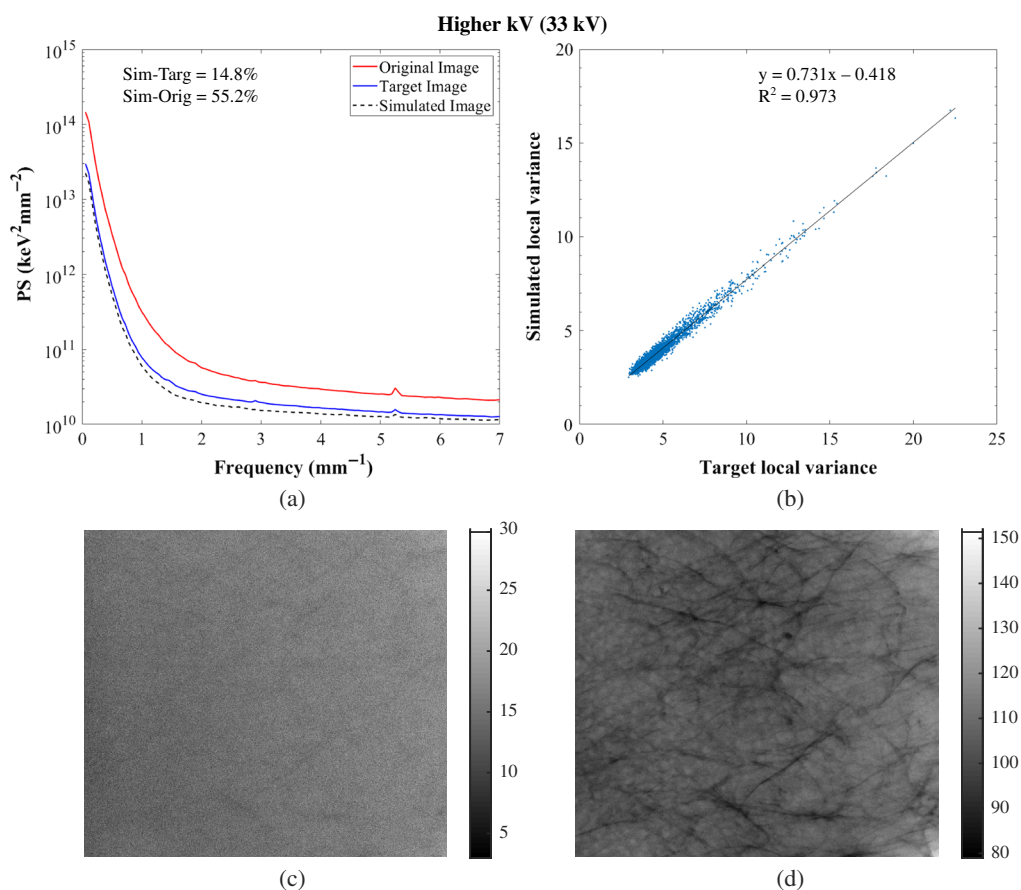 Higher kV (33 kV)
10^15
10^14
10^13
10^12
10^11
10^10
PS (keV^2mm^−2)
Sim-Targ = 14.8%
Sim-Orig = 55.2%
Original Image
Target Image
Simulated Image
0 1 2 3 4 5 6 7
Frequency (mm^−1)
(a)
20
15
10
5
0
Simulated local variance
y = 0.731x – 0.418
R^2 = 0.973
0 5 10 15 20 25
Target local variance
(b)
30
25
20
15
10
5
(c)
150
140
130
120
110
100
90
80
(d)